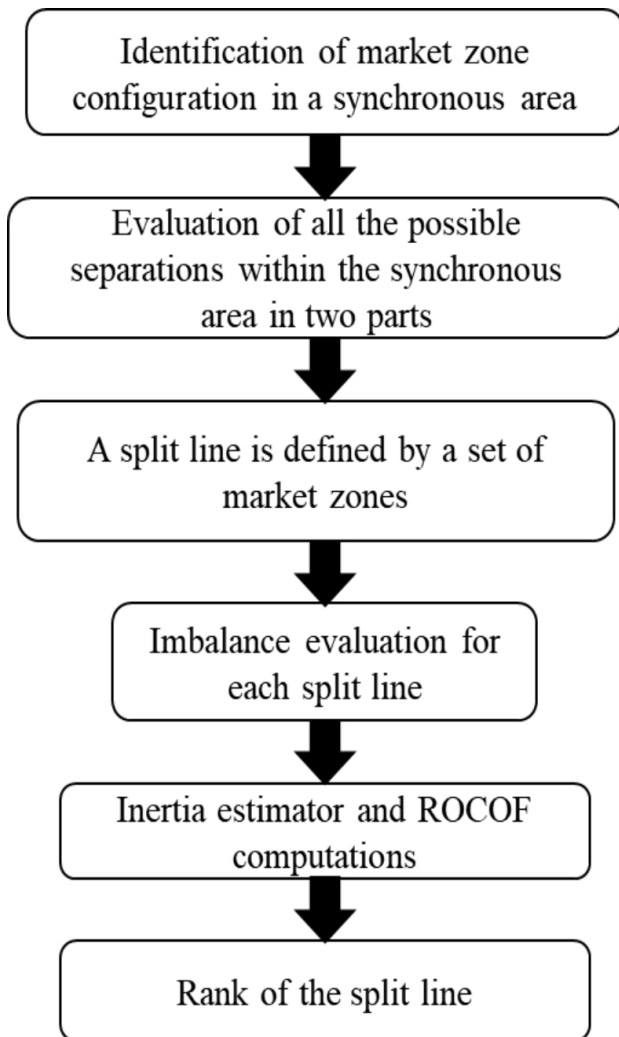 Identification of market zone
configuration in a synchronous area
Evaluation of all the possible
separations within the synchronous
area in two parts
A split line is defined by a set of
market zones
Imbalance evaluation for
each split line
Inertia estimator and ROCOF
computations
Rank of the split line